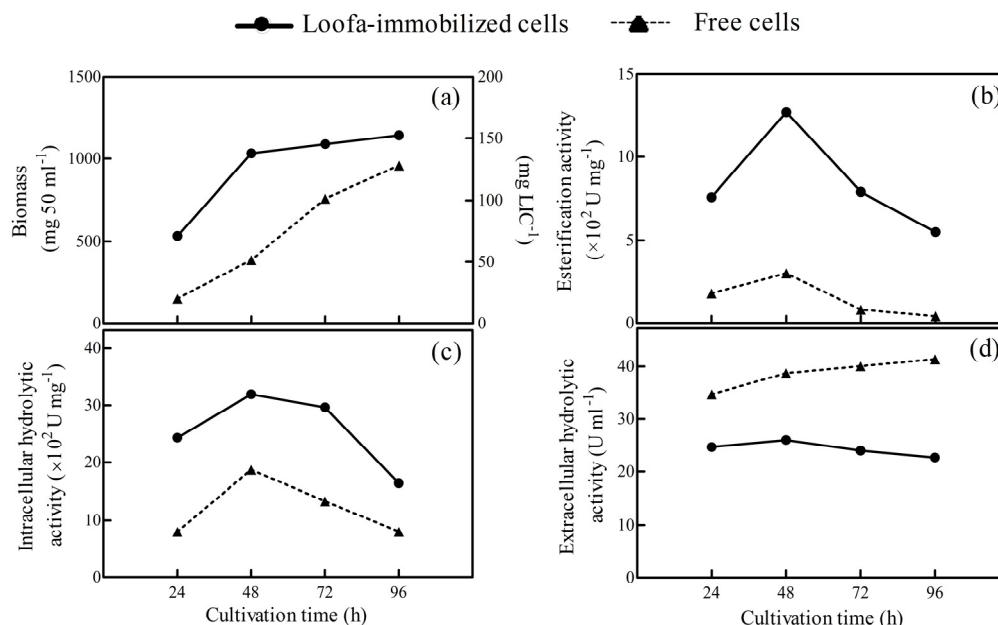 Loofa-immobilized cells
Free cells
(a)
1500
1000
500
0
Biomass
(mg 50 ml⁻¹)
200
150
100
50
0
(mg LIC⁻¹)
(b)
15
10
5
0
Esterification activity
(×10² U mg⁻¹)
(c)
40
30
20
10
0
Intracellular hydrolytic
activity (×10² U mg⁻¹)
24 48 72 96
Cultivation time (h)
(d)
40
30
20
10
0
Extracellular hydrolytic
activity (U ml⁻¹)
24 48 72 96
Cultivation time (h)